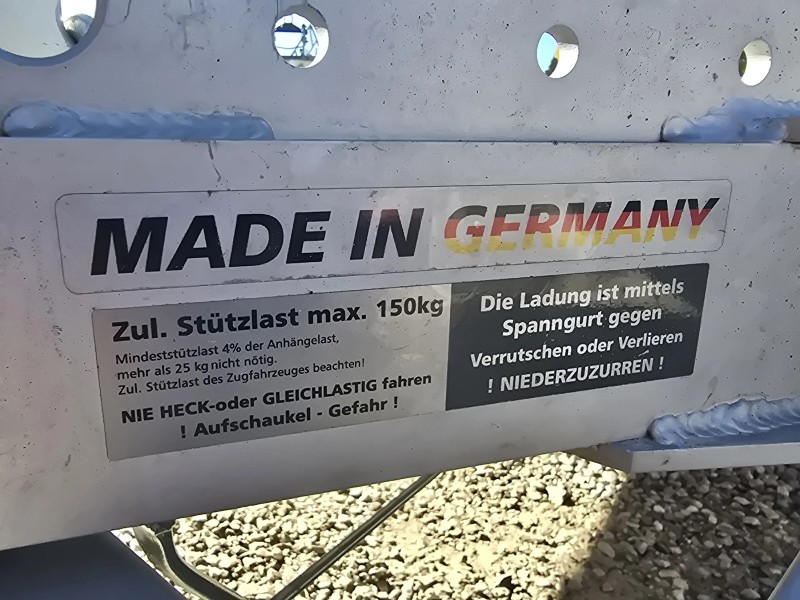 MADE IN GERMANY
Zul. Stützlast max. 150kg
Mindeststützlast 4% der Anhängelast,
mehr als 25 kg nicht nötig.
Zul. Stützlast des Zugfahrzeuges beachten!
NIE HECK-oder GLEICHLASTIG fahren
! Aufschaukel - Gefahr !
Die Ladung ist mittels
Spanngurt gegen
Verrutschen oder Verlieren
! NIEDERZUZURREN !